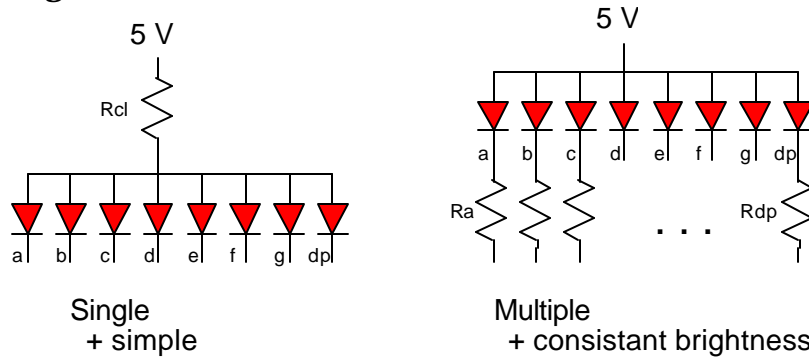 5 V
Rcl
a b c d e f g dp
Single
+ simple
5 V
a b c d e f g dp
Ra
. . .
Rdp
Multiple
+ consistant brightness